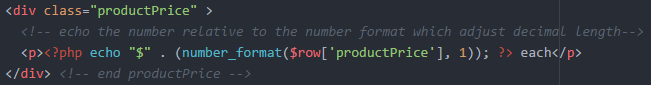 <div class="productPrice" >
<!-- echo the number relative to the number format which adjust decimal length-->
<p><?php echo "$" . (number_format($row['productPrice'], 1)); ?> each</p>
</div> <!-- end productPrice -->